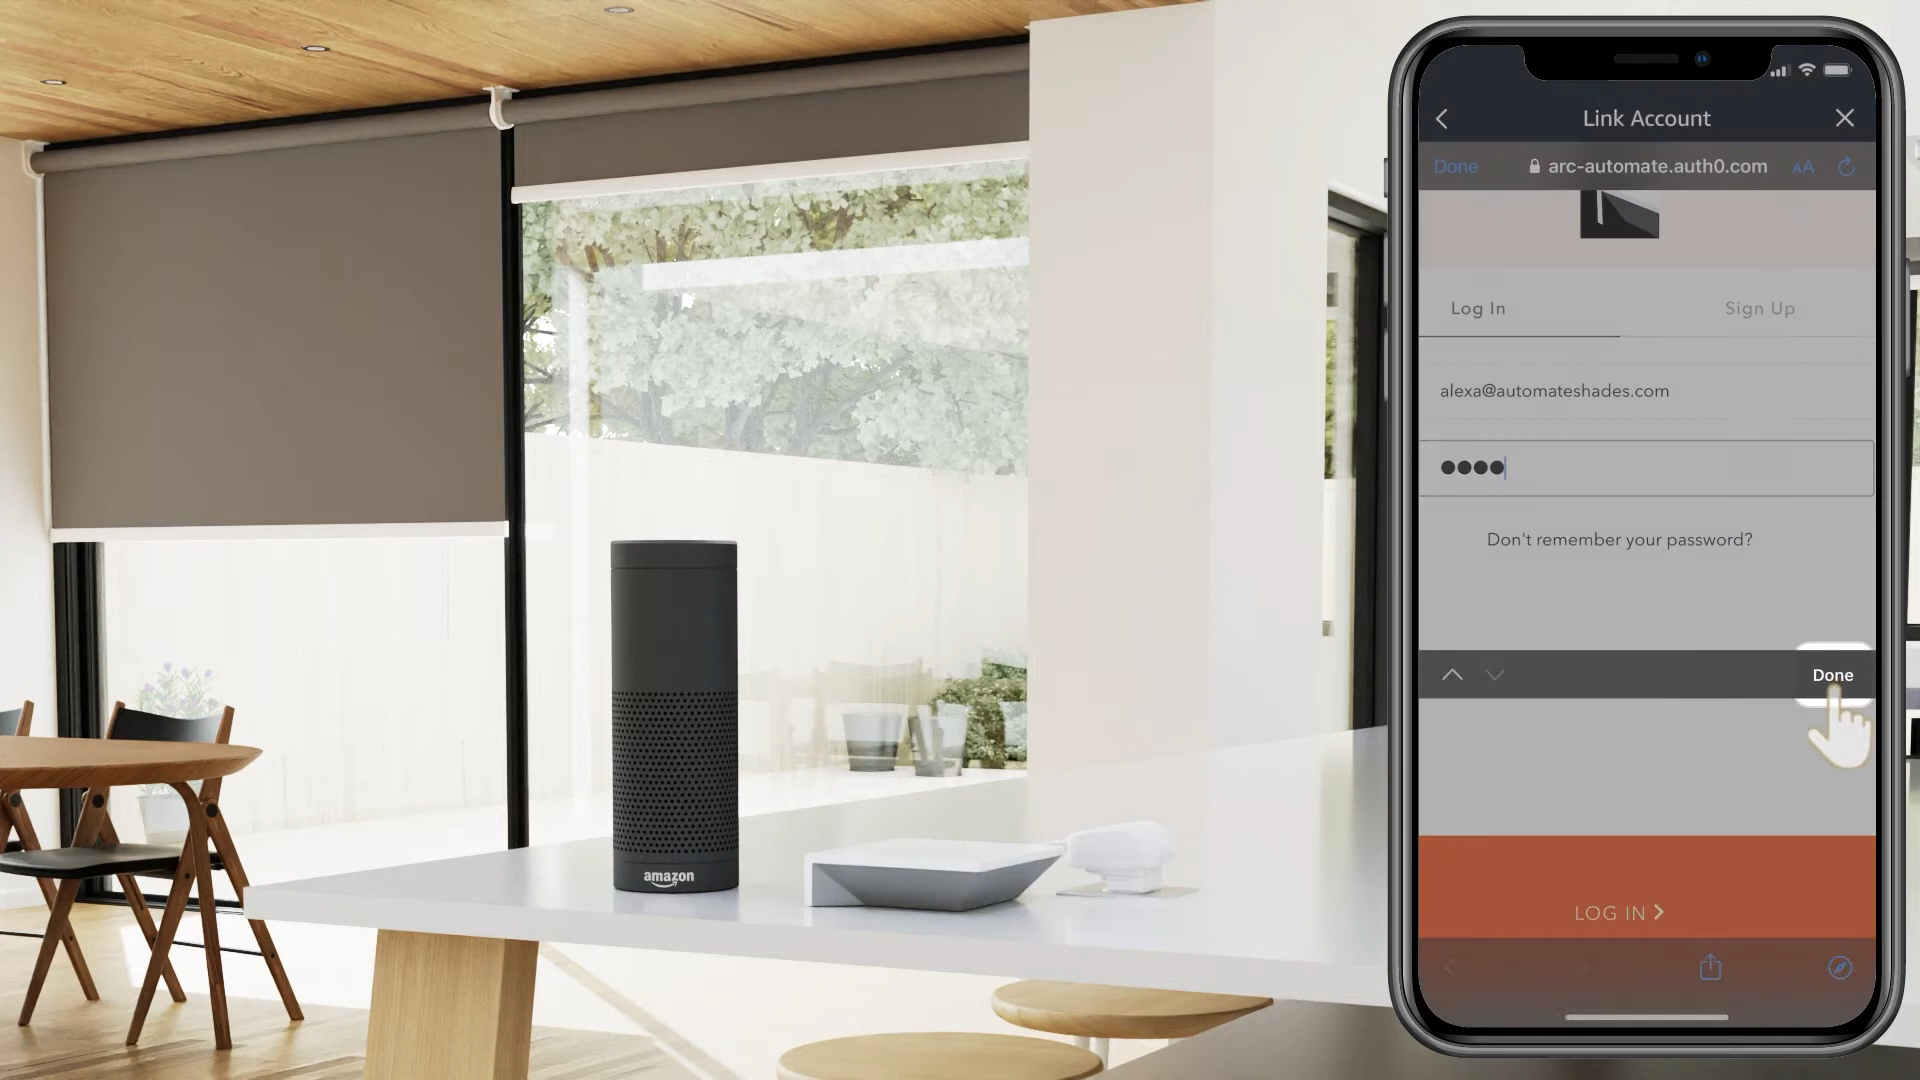 Link Account
Done
arc-automate.auth0.com
AA
Log In
Sign Up
alexa@automateshades.com
Don't remember your password?
Done
LOG IN
amazon